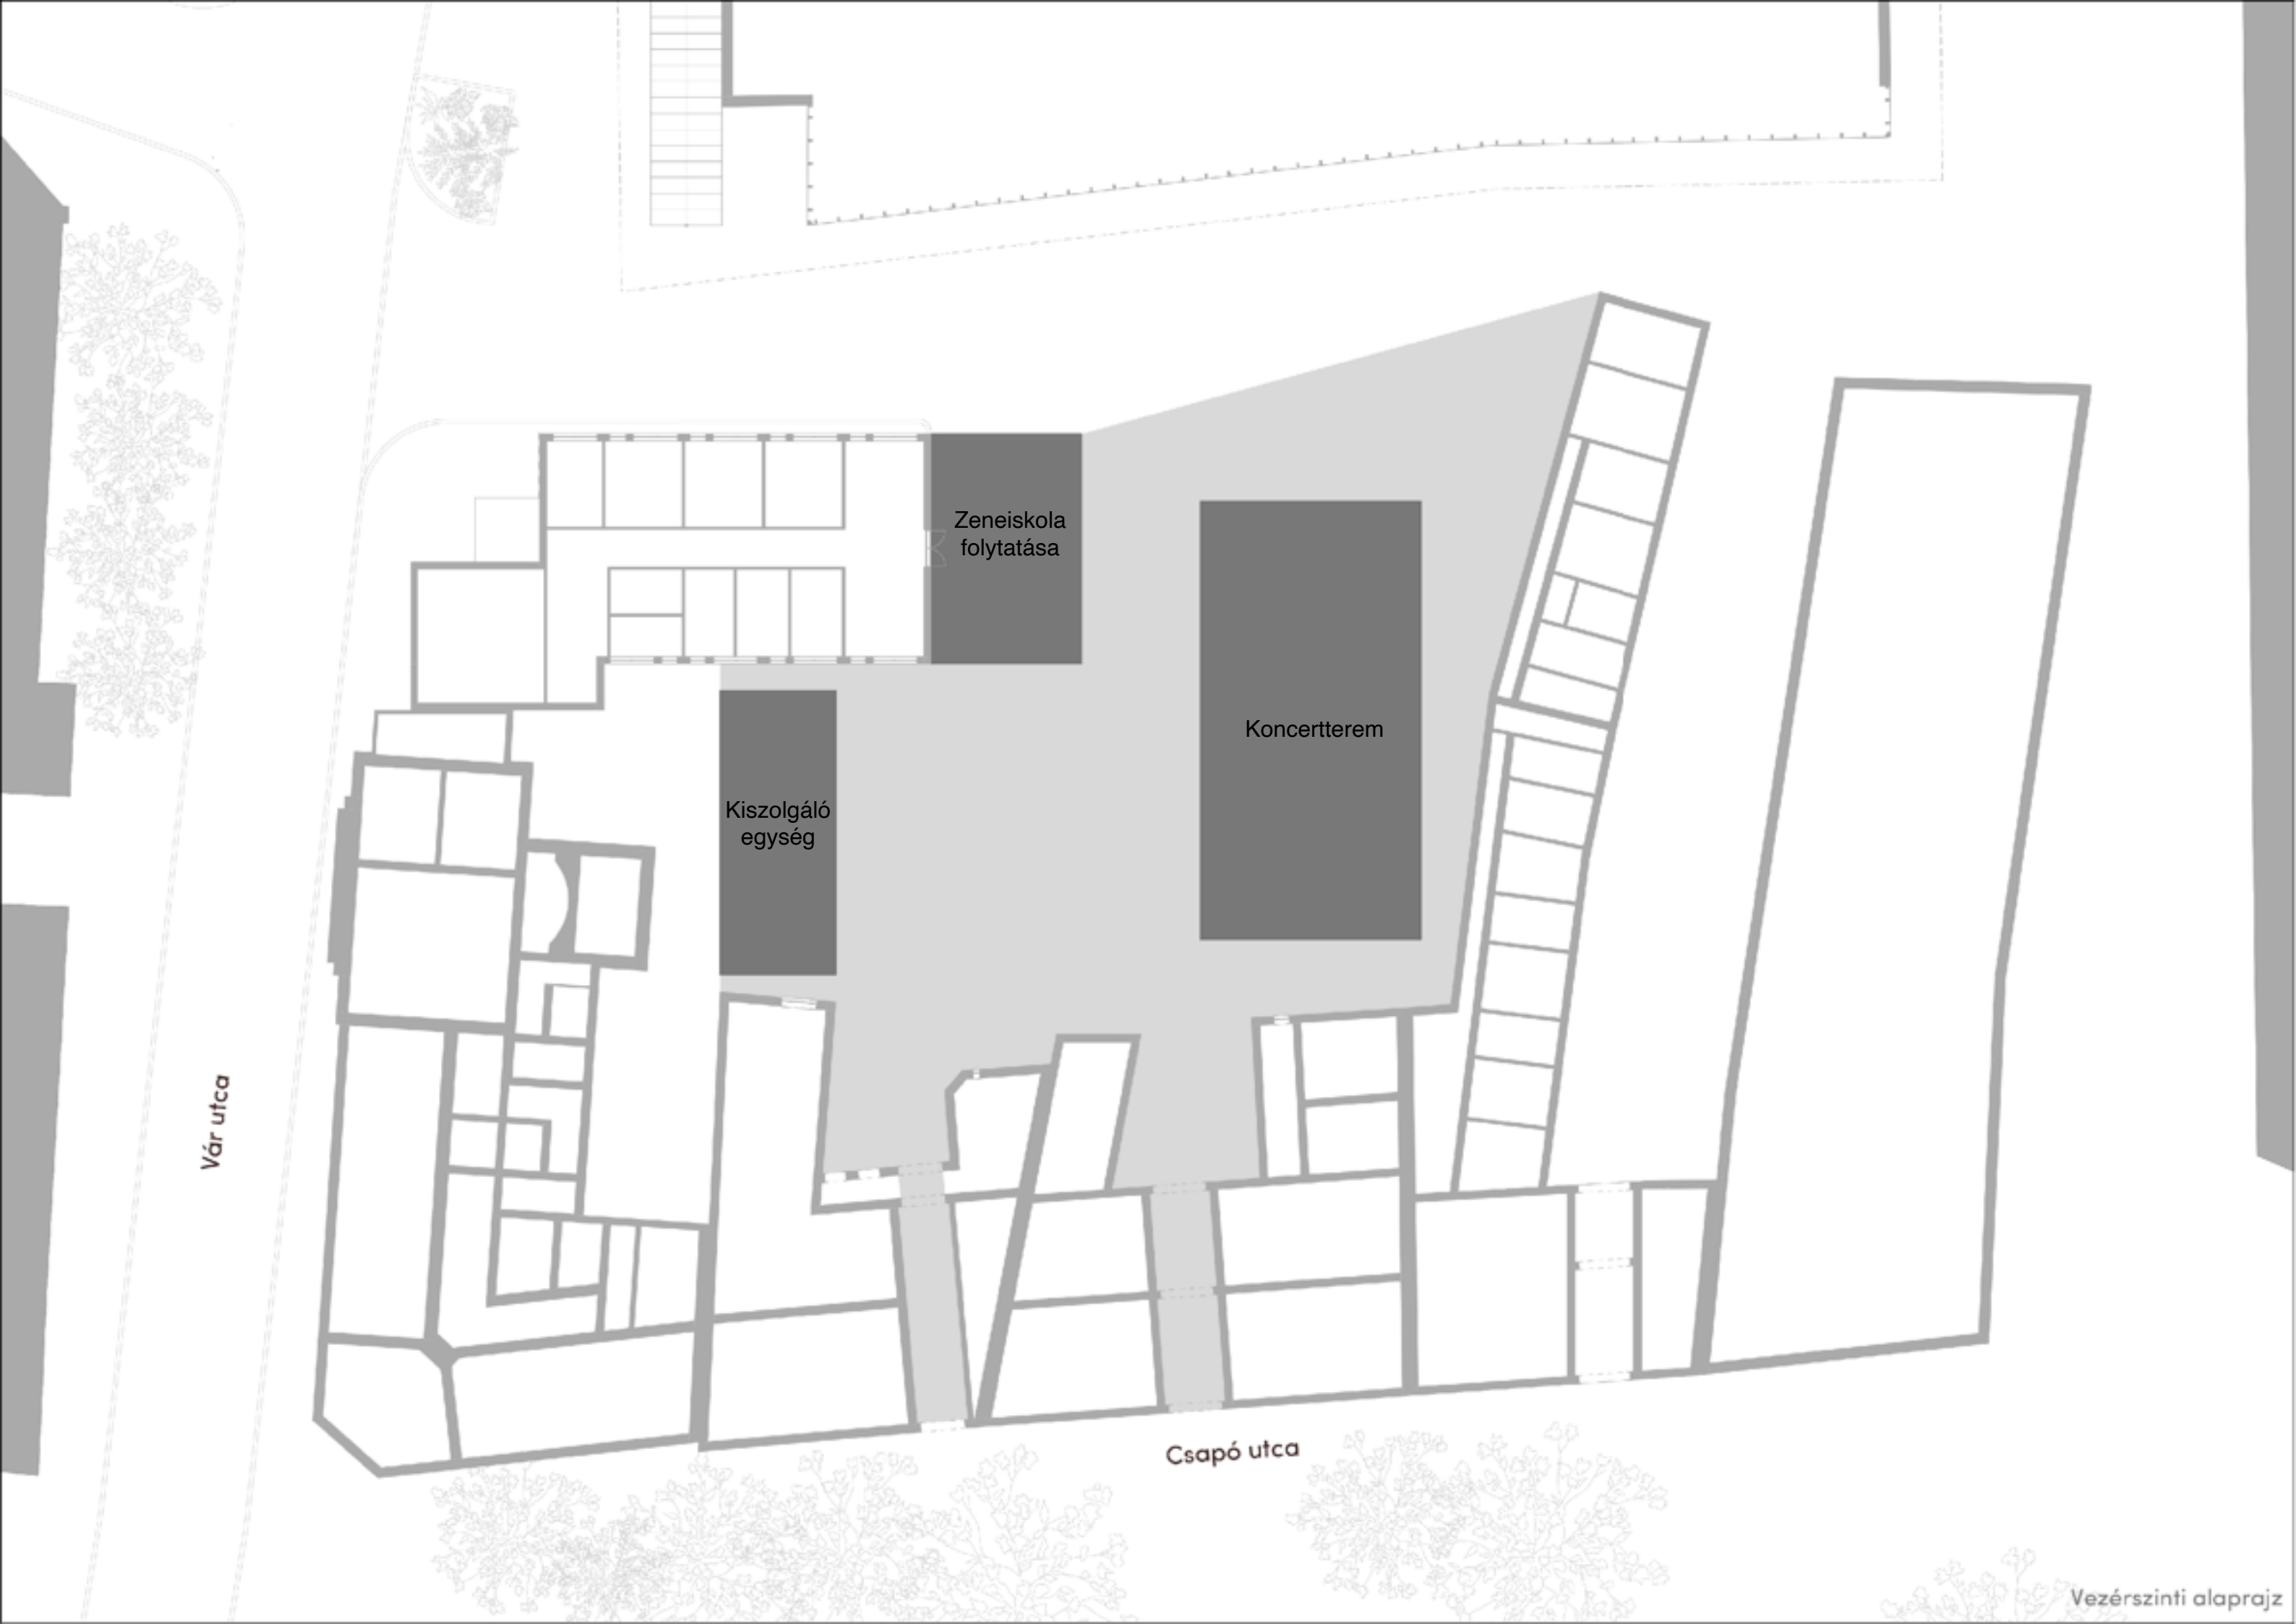 Zeneiskola
folytatása
Koncertterem
Kiszolgáló
egység
Vár utca
Csapó utca
Vezérszinti alaprajz